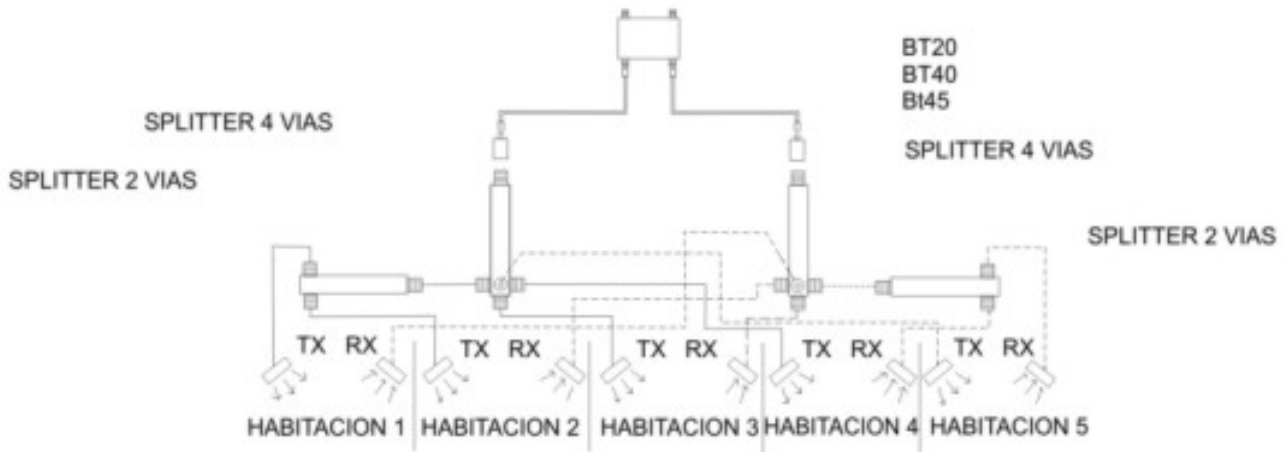 BT20
BT40
Bt45
SPLITTER 4 VIAS
SPLITTER 4 VIAS
SPLITTER 2 VIAS
SPLITTER 2 VIAS
TX RX TX RX TX RX TX RX TX RX
HABITACION 1 HABITACION 2 HABITACION 3 HABITACION 4 HABITACION 5